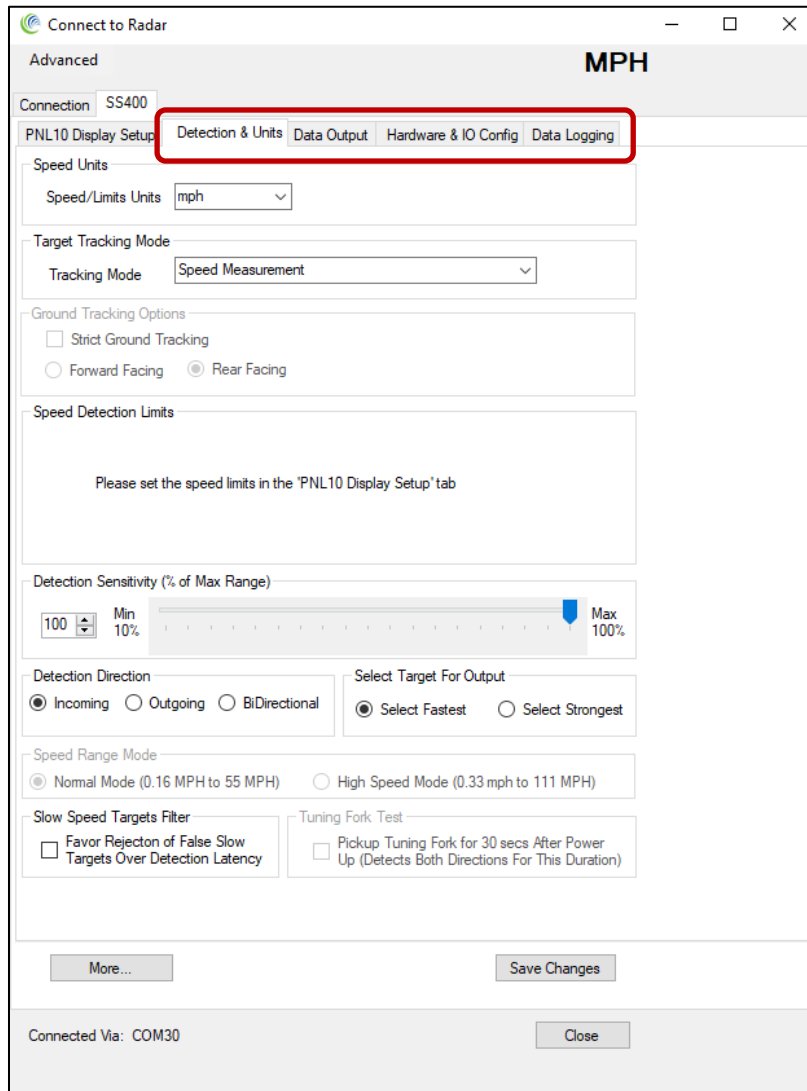 Connect to Radar
Advanced
MPH
Connection SS400
PNL10 Display Setup Detection & Units Data Output Hardware & IO Config Data Logging
Speed Units
Speed/Limits Units mph
Target Tracking Mode
Tracking Mode Speed Measurement
Ground Tracking Options
Strict Ground Tracking
Forward Facing Rear Facing
Speed Detection Limits
Please set the speed limits in the 'PNL10 Display Setup' tab
Detection Sensitivity (% of Max Range)
100 Min 10% Max 100%
Detection Direction Select Target For Output
Incoming Outgoing BiDirectional Select Fastest Select Strongest
Speed Range Mode
Normal Mode (0.16 MPH to 55 MPH) High Speed Mode (0.33 mph to 111 MPH)
Slow Speed Targets Filter Tuning Fork Test
Favor Rejecton of False Slow Pickup Tuning Fork for 30 secs After Power
Targets Over Detection Latency Up (Detects Both Directions For This Duration)
More... Save Changes
Connected Via: COM30 Close